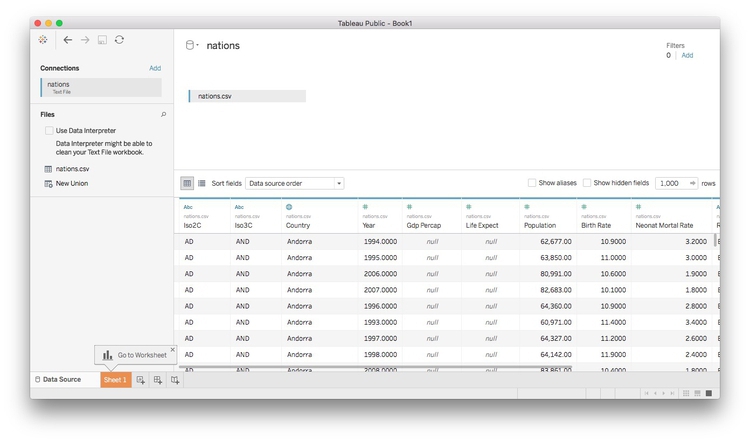 Tableau Public - Book1
Connections Add
nations
Text File
Files
Use Data Interpreter
Data Interpreter might be able to
clean your Text File workbook.
nations.csv
New Union
nations
Filters
0 Add
nations.csv
Sort fields Data source order Show aliases Show hidden fields 1,000 rows
Abc Abc # # # # # #
nations.csv nations.csv nations.csv nations.csv nations.csv nations.csv nations.csv nations.csv nations.csv
Iso2C Iso3C Country Year Gdp Percap Life Expect Population Birth Rate Neonat Mortal Rate
AD AND Andorra 1994.0000 null null 62,677.00 10.9000 3.2000
AD AND Andorra 1995.0000 null null 63,850.00 11.0000 3.0000
AD AND Andorra 2006.0000 null null 80,991.00 10.6000 1.9000
AD AND Andorra 2007.0000 null null 82,683.00 10.1000 1.8000
AD AND Andorra 1996.0000 null null 64,360.00 10.9000 2.8000
AD AND Andorra 1993.0000 null null 60,971.00 11.4000 3.4000
AD AND Andorra 1997.0000 null null 64,327.00 11.2000 2.6000
AD AND Andorra 1998.0000 null null 64,142.00 11.9000 2.4000
AD AND Andorra 2008.0000 null null 83,861.00 10.4000 1.8000
Go to Worksheet
Data Source Sheet 1